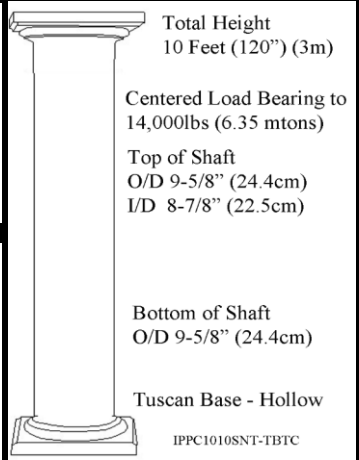 Total Height
10 Feet (120”) (3m)
Centered Load Bearing to
14,000lbs (6.35 mtons)
Top of Shaft
O/D 9-5/8” (24.4cm)
I/D 8-7/8” (22.5cm)
Bottom of Shaft
O/D 9-5/8” (24.4cm)
Tuscan Base - Hollow
IPPC1010SNT-TBTC